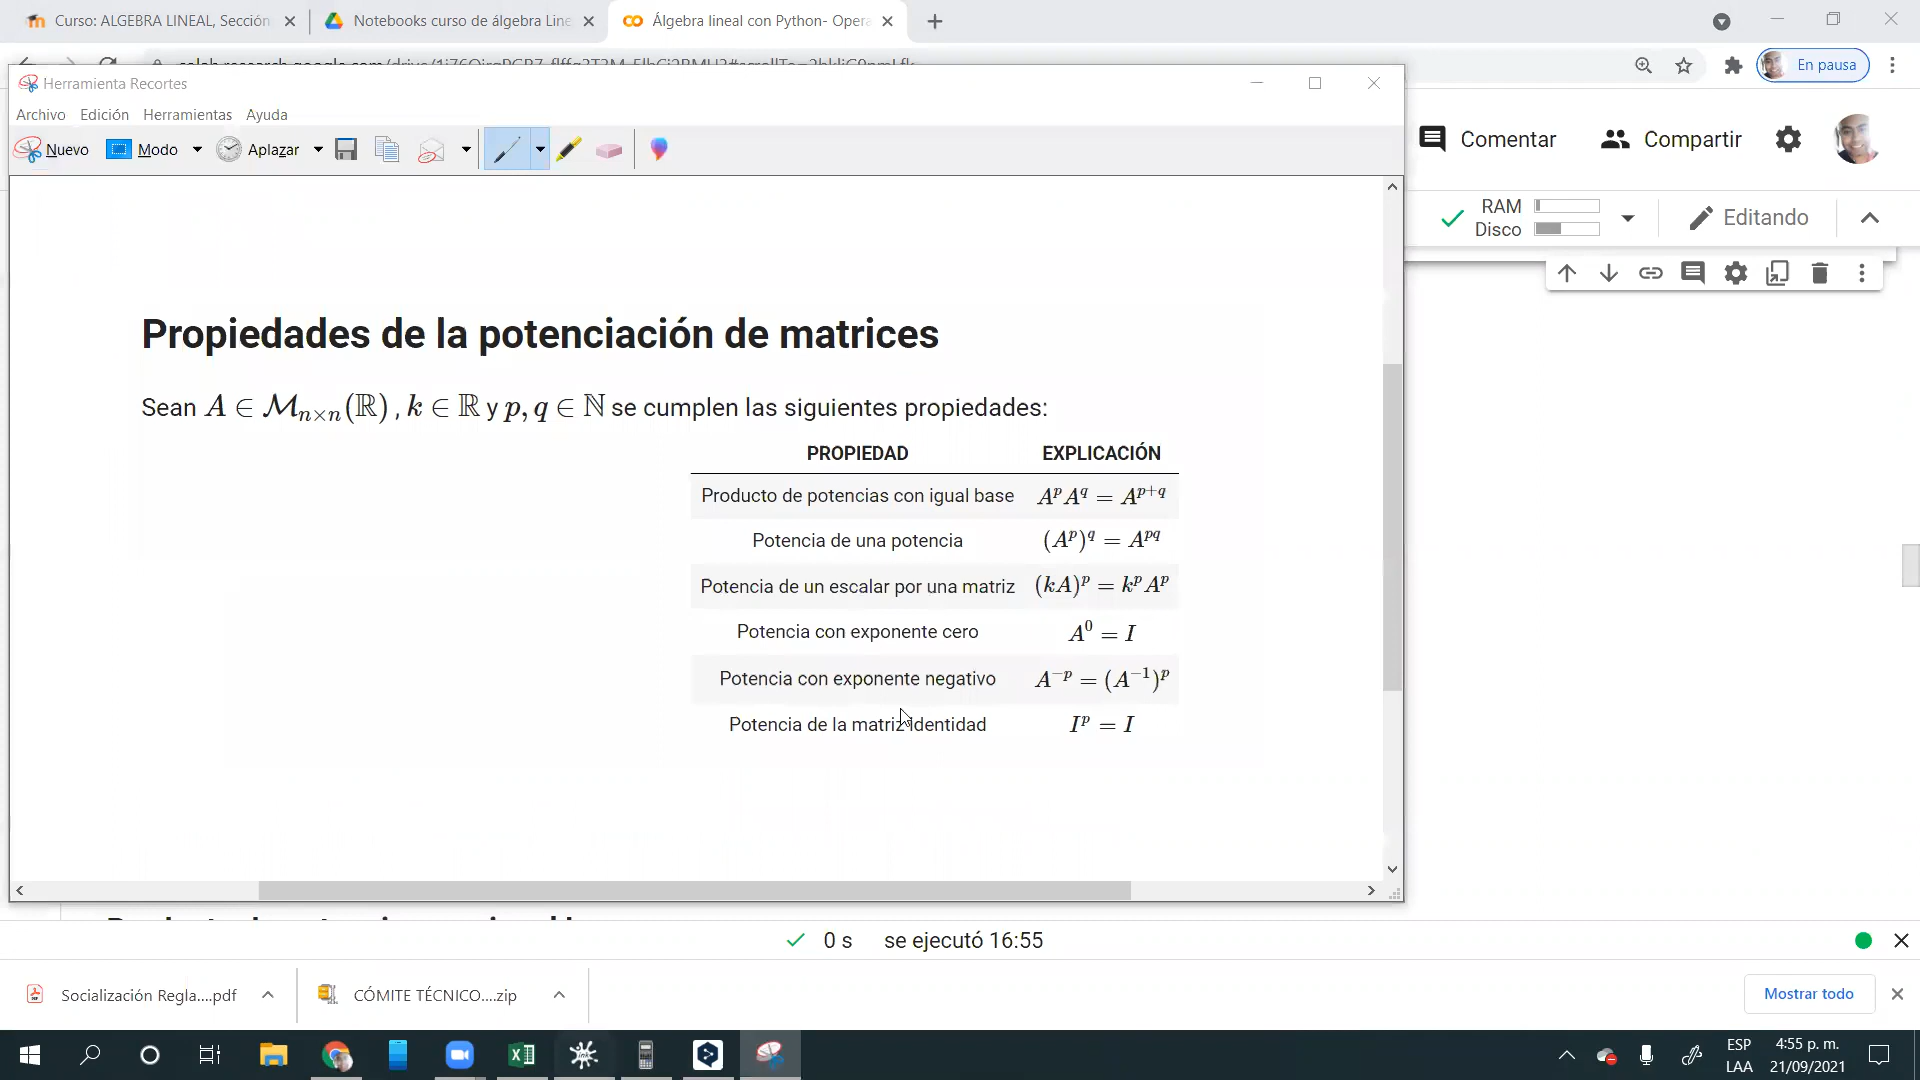 Curso: ALGEBRA LINEAL, Sección
Notebooks curso de álgebra Line
Álgebra lineal con Python- Opera
En pausa
Herramienta Recortes
Archivo Edición Herramientas Ayuda
Nuevo Modo Aplazar
Comentar Compartir
RAM
Disco
Editando
Propiedades de la potenciación de matrices
Sean A ∈ ℳₙₓₙ(ℝ) , k ∈ ℝ y p, q ∈ ℕ se cumplen las siguientes propiedades:
PROPIEDAD EXPLICACIÓN
Producto de potencias con igual base A^p A^q = A^{p+q}
Potencia de una potencia (A^p)^q = A^{pq}
Potencia de un escalar por una matriz (kA)^p = k^p A^p
Potencia con exponente cero A^0 = I
Potencia con exponente negativo A^{-p} = (A^{-1})^p
Potencia de la matriz identidad I^p = I
0 s se ejecutó 16:55
Socialización Regla....pdf
CÓMITE TÉCNICO....zip
Mostrar todo
ESP
LAA
4:55 p. m.
21/09/2021